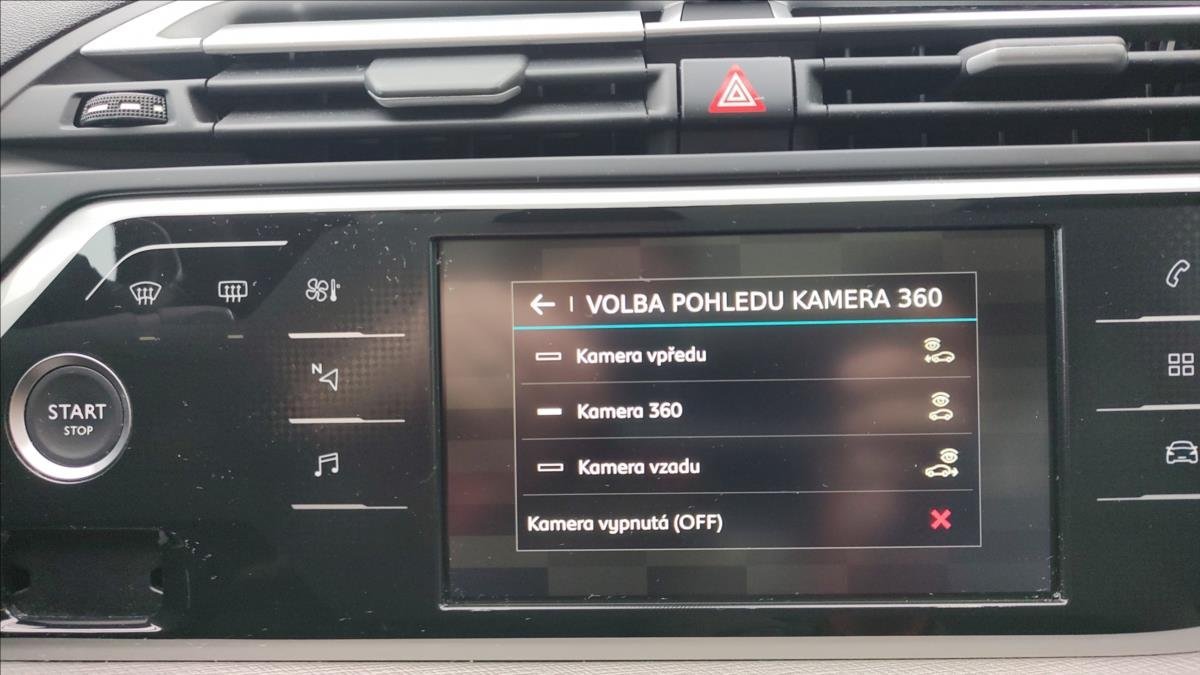 VOLBA POHLEDU KAMERA 360
Kamera vpředu
Kamera 360
Kamera vzadu
Kamera vypnutá (OFF)
START
STOP
N